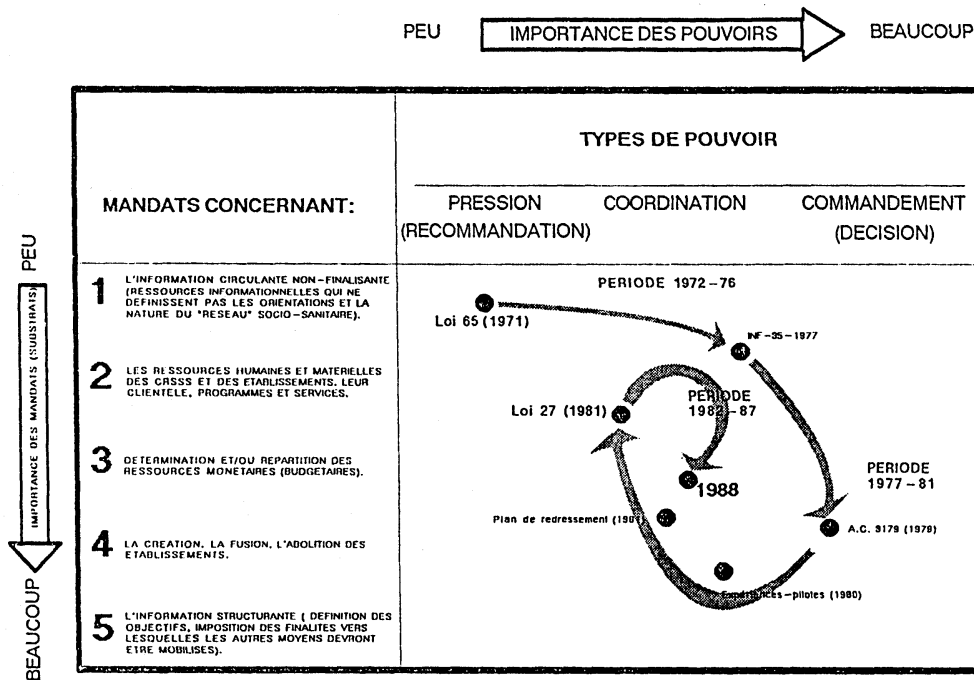 PEU IMPORTANCE DES POUVOIRS BEAUCOUP
TYPES DE POUVOIR
MANDATS CONCERNANT:
PRESSION COORDINATION COMMANDEMENT
(RECOMMANDATION) (DECISION)
PEU
IMPORTANCE DES MANDATS (SUBSTRATS)
BEAUCOUP
1 L'INFORMATION CIRCULANTE NON-FINALISANTE
(RESSOURCES INFORMATIONNELLES QUI NE
DEFINISSENT PAS LES ORIENTATIONS ET LA
NATURE DU "RESEAU" SOCIO-SANITAIRE).
2 LES RESSOURCES HUMAINES ET MATERIELLES
DES CRSSS ET DES ETABLISSEMENTS. LEUR
CLIENTELE, PROGRAMMES ET SERVICES.
3 DETERMINATION ET/OU REPARTITION DES
RESSOURCES MONETAIRES (BUDGETAIRES).
4 LA CREATION, LA FUSION, L'ABOLITION DES
ETABLISSEMENTS.
5 L'INFORMATION STRUCTURANTE ( DEFINITION DES
OBJECTIFS, IMPOSITION DES FINALITES VERS
LESQUELLES LES AUTRES MOYENS DEVRONT
ETRE MOBILISES).
PERIODE 1972-76
Loi 65 (1971)
INF-35-1977
PERIODE
1982-87
Loi 27 (1981)
PERIODE
1977-81
1988
Plan de redressement
A.C. 3179 (1979)
Expériences-pilotes (1980)